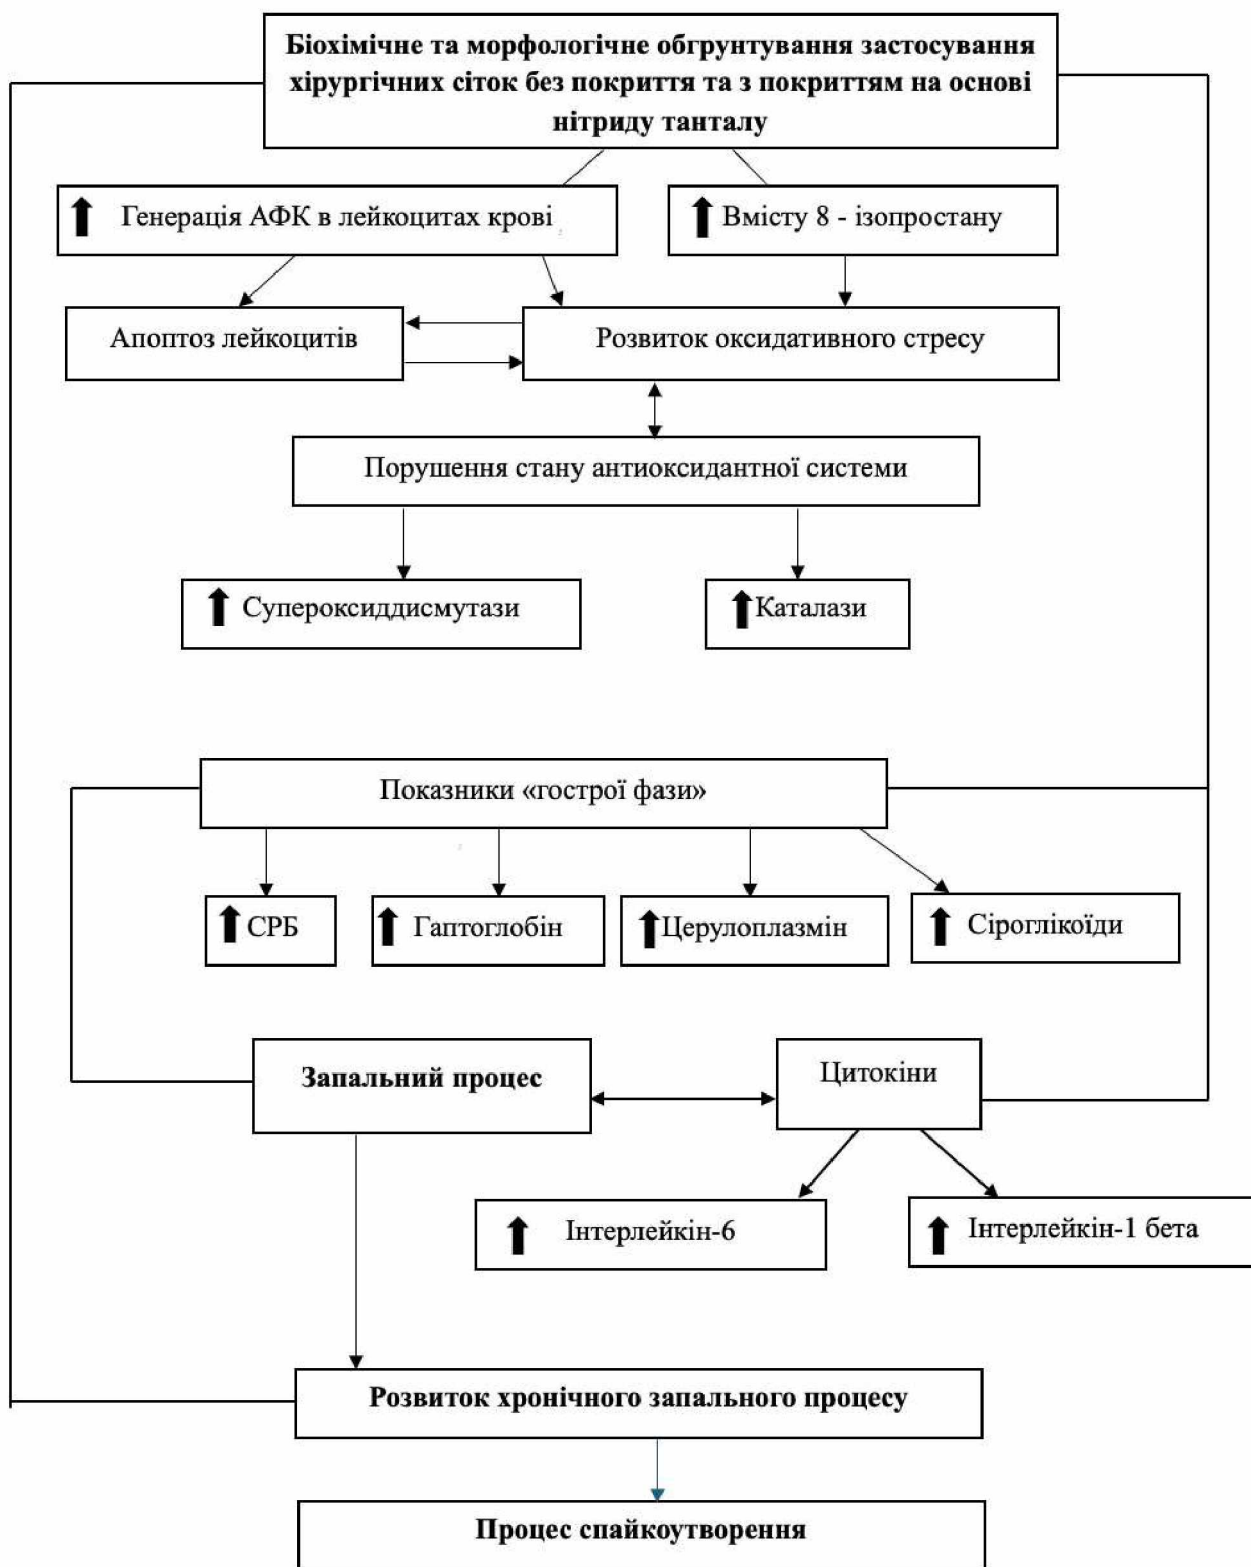 Біохімічне та морфологічне обгрунтування застосування
хірургічних сіток без покриття та з покриттям на основі
нітриду танталу
Генерація АФК в лейкоцитах крові
Вмісту 8 - ізопростану
Апоптоз лейкоцитів
Розвиток оксидативного стресу
Порушення стану антиоксидантної системи
Супероксиддисмутази
Каталази
Показники «гострої фази»
СРБ
Гаптоглобін
Церулоплазмін
Сіроглікоїди
Запальний процес
Цитокіни
Інтерлейкін-6
Інтерлейкін-1 бета
Розвиток хронічного запального процесу
Процес спайкоутворення